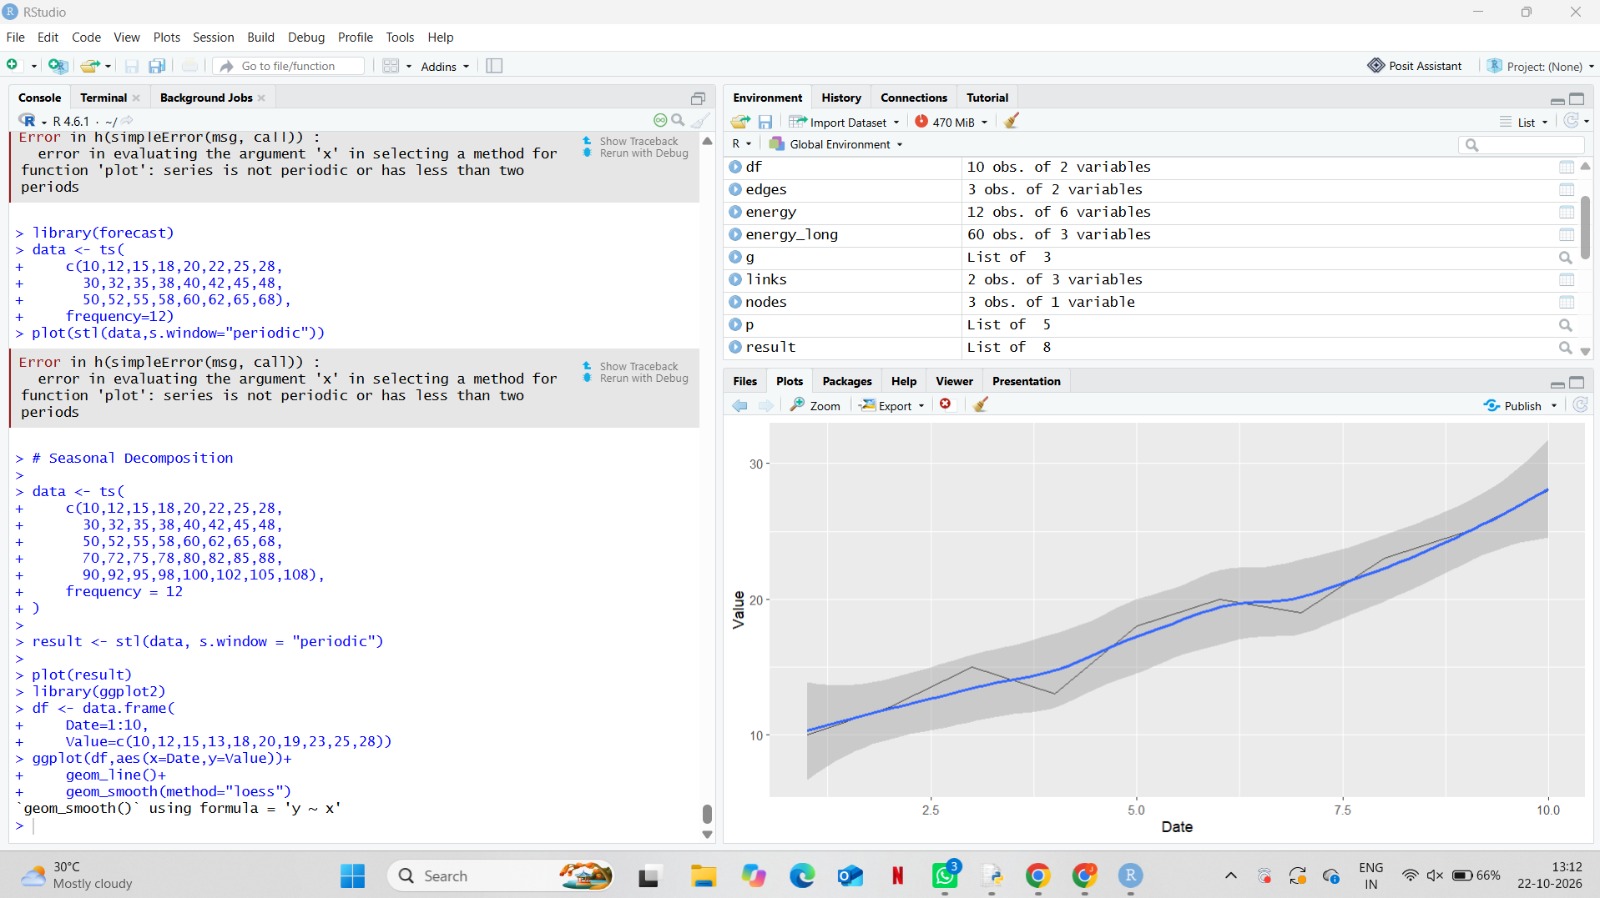 RStudio
File Edit Code View Plots Session Build Debug Profile Tools Help
Go to file/function Addins Posit Assistant Project: (None)
Console Terminal Background Jobs
R 4.6.1 · ~/
Error in h(simpleError(msg, call)) :
error in evaluating the argument 'x' in selecting a method for
function 'plot': series is not periodic or has less than two
periods
Show Traceback
Rerun with Debug
> library(forecast)
> data <- ts(
+     c(10,12,15,18,20,22,25,28,
+       30,32,35,38,40,42,45,48,
+       50,52,55,58,60,62,65,68),
+     frequency=12)
> plot(stl(data,s.window="periodic"))
Error in h(simpleError(msg, call)) :
error in evaluating the argument 'x' in selecting a method for
function 'plot': series is not periodic or has less than two
periods
Show Traceback
Rerun with Debug
> # Seasonal Decomposition
>
> data <- ts(
+     c(10,12,15,18,20,22,25,28,
+       30,32,35,38,40,42,45,48,
+       50,52,55,58,60,62,65,68,
+       70,72,75,78,80,82,85,88,
+       90,92,95,98,100,102,105,108),
+     frequency = 12
+ )
>
> result <- stl(data, s.window = "periodic")
>
> plot(result)
> library(ggplot2)
> df <- data.frame(
+     Date=1:10,
+     Value=c(10,12,15,13,18,20,19,23,25,28))
> ggplot(df,aes(x=Date,y=Value))+
+     geom_line()+
+     geom_smooth(method="loess")
`geom_smooth()` using formula = 'y ~ x'
>
Environment History Connections Tutorial
Import Dataset 470 MiB List
R Global Environment
df 10 obs. of 2 variables
edges 3 obs. of 2 variables
energy 12 obs. of 6 variables
energy_long 60 obs. of 3 variables
g List of 3
links 2 obs. of 3 variables
nodes 3 obs. of 1 variable
p List of 5
result List of 8
Files Plots Packages Help Viewer Presentation
Zoom Export Publish
30
20
10
Value
2.5 5.0 7.5 10.0
Date
30°C
Mostly cloudy
Search
3
ENG
IN
66%
13:12
22-10-2026